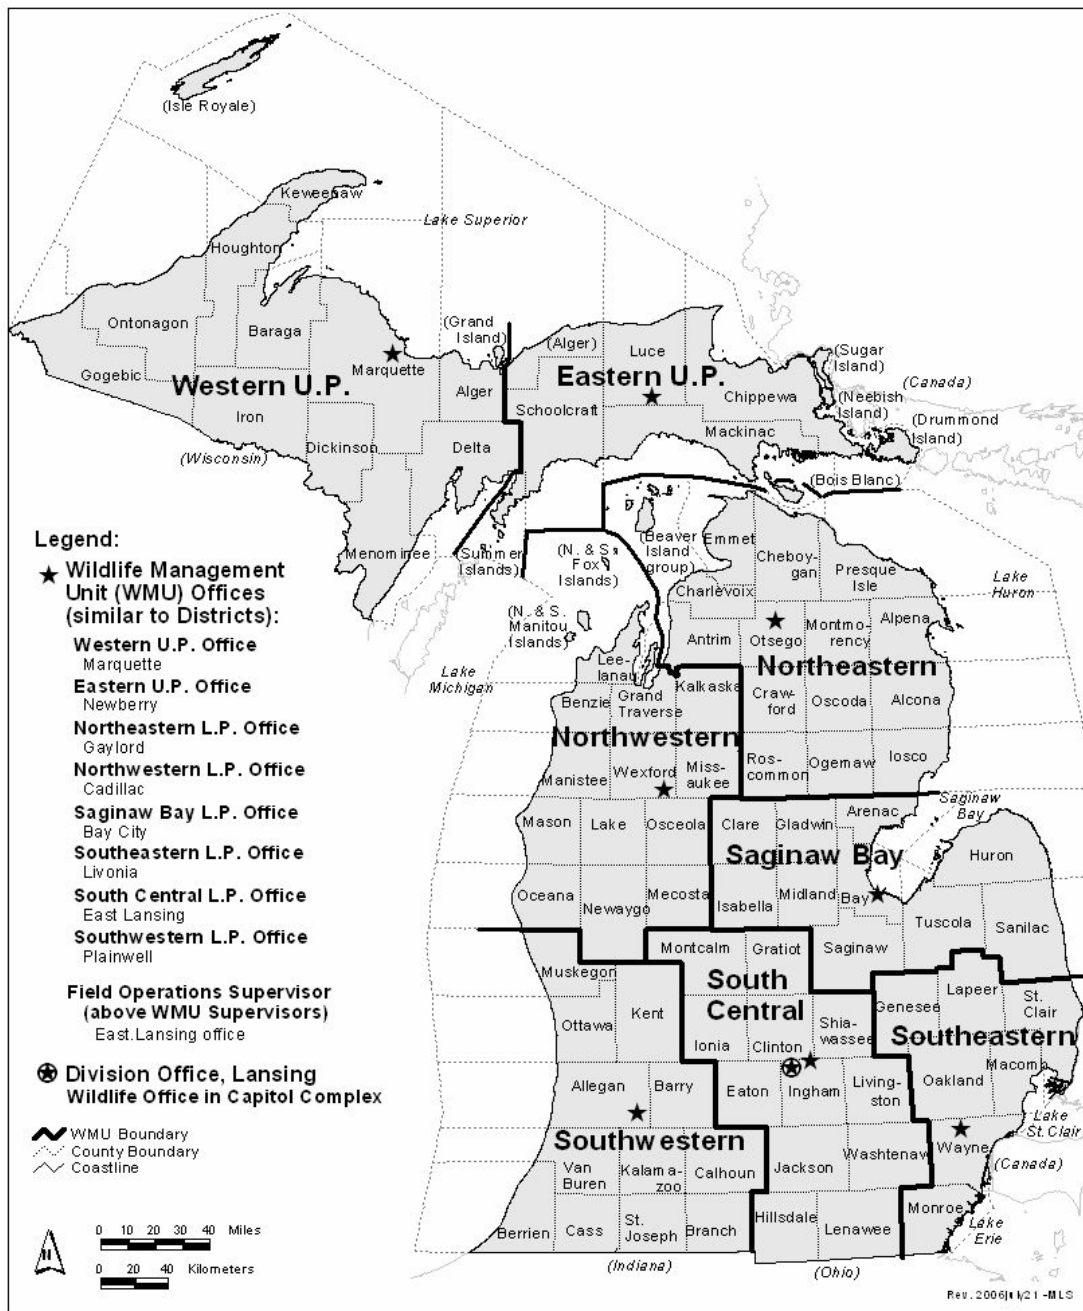 (Isle Royale)
Keweenaw
Lake Superior
Houghton
Ontonagon
Baraga
Marquette
Gogebic
Western U.P.
Iron
Dickinson
(Wisconsin)
Menominee
(Grand
Island)
Alger
Delta
(Summer
Islands)
(Alger)
Luce
Eastern U.P.
Schoolcraft
Chippewa
Mackinac
(Sugar
Island)
(Canada)
(Neebish
Island)
(Drummond
Island)
(Bois Blanc)
(N. & S.
Fox
Islands)
(Beaver
Island
group)
(N. & S.
Manitou
Islands)
Lake
Michigan
Lake
Huron
Emmet
Cheboy-
gan
Presque
Isle
Charlevoix
Antrim
Otsego
Montmo-
rency
Alpena
Northeastern
Lee-
lanau
Kalkaska
Benzie
Grand
Traverse
Craw-
ford
Oscoda
Alcona
Northwestern
Manistee
Wexford
Miss-
aukee
Ros-
common
Ogemaw
Iosco
Saginaw
Bay
Mason
Lake
Osceola
Clare
Gladwin
Arenac
Saginaw Bay
Huron
Oceana
Newaygo
Mecosta
Isabella
Midland
Bay
Tuscola
Sanilac
Montcalm
Gratiot
Saginaw
Muskegon
South
Central
Genesee
Lapeer
St.
Clair
Ottawa
Kent
Ionia
Clinton
Shia-
wassee
Southeastern
Allegan
Barry
Eaton
Ingham
Living-
ston
Oakland
Macomb
Lake
St.Clair
Southwestern
Van
Buren
Kalama-
zoo
Calhoun
Jackson
Washtenaw
Wayne
(Canada)
Berrien
Cass
St.
Joseph
Branch
Hillsdale
Lenawee
Monroe
Lake
Erie
(Indiana)
(Ohio)
Legend:
Wildlife Management
Unit (WMU) Offices
(similar to Districts):
Western U.P. Office
Marquette
Eastern U.P. Office
Newberry
Northeastern L.P. Office
Gaylord
Northwestern L.P. Office
Cadillac
Saginaw Bay L.P. Office
Bay City
Southeastern L.P. Office
Livonia
South Central L.P. Office
East Lansing
Southwestern L.P. Office
Plainwell
Field Operations Supervisor
(above WMU Supervisors)
East Lansing office
Division Office, Lansing
Wildlife Office in Capitol Complex
WMU Boundary
County Boundary
Coastline
N
0 10 20 30 40 Miles
0 20 40 Kilometers
Rev. 2006July21 -MLS